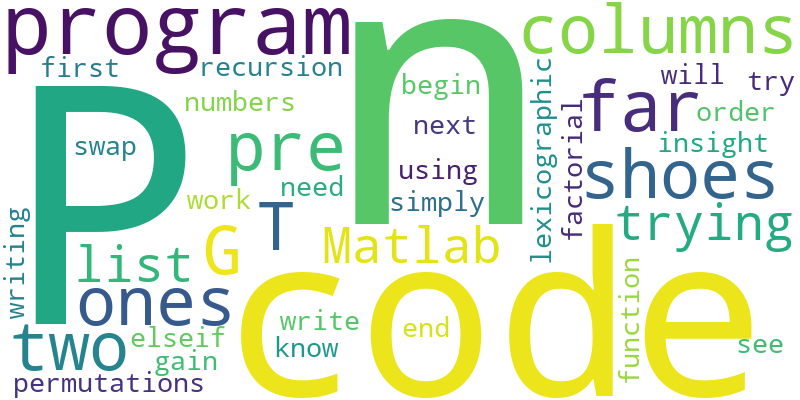 program
n
columns
first
recursion
P
numbers
begin
lexicographic
will
try
far
order
swap
pre
next
factorial
insight
shoes
using
need
work
simply
writing
T
G
Matlab
trying
list
code
ones
function
two
elseif
write
end
know
see
gain
permutations